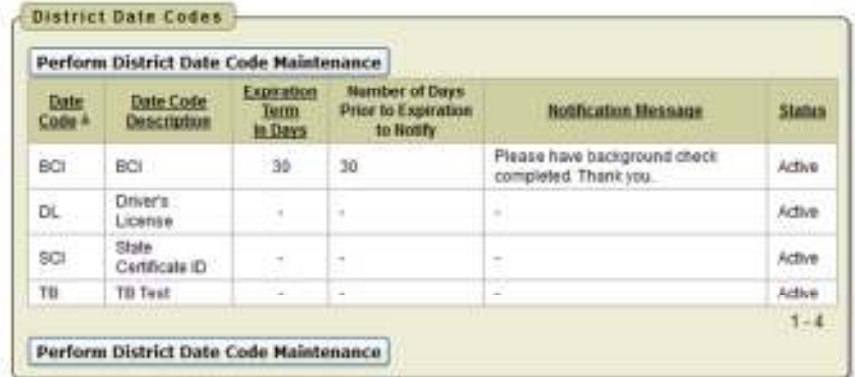 District Date Codes
Perform District Date Code Maintenance
Date Code Date Code Description Expiration Term In Days Number of Days Prior to Expiration to Notify Notification Message Status
BCI BCI 30 30 Please have background check completed. Thank you. Active
DL Driver's License - - - Active
SCI State Certificate ID - - - Active
TB TB Test - - - Active
1 - 4
Perform District Date Code Maintenance